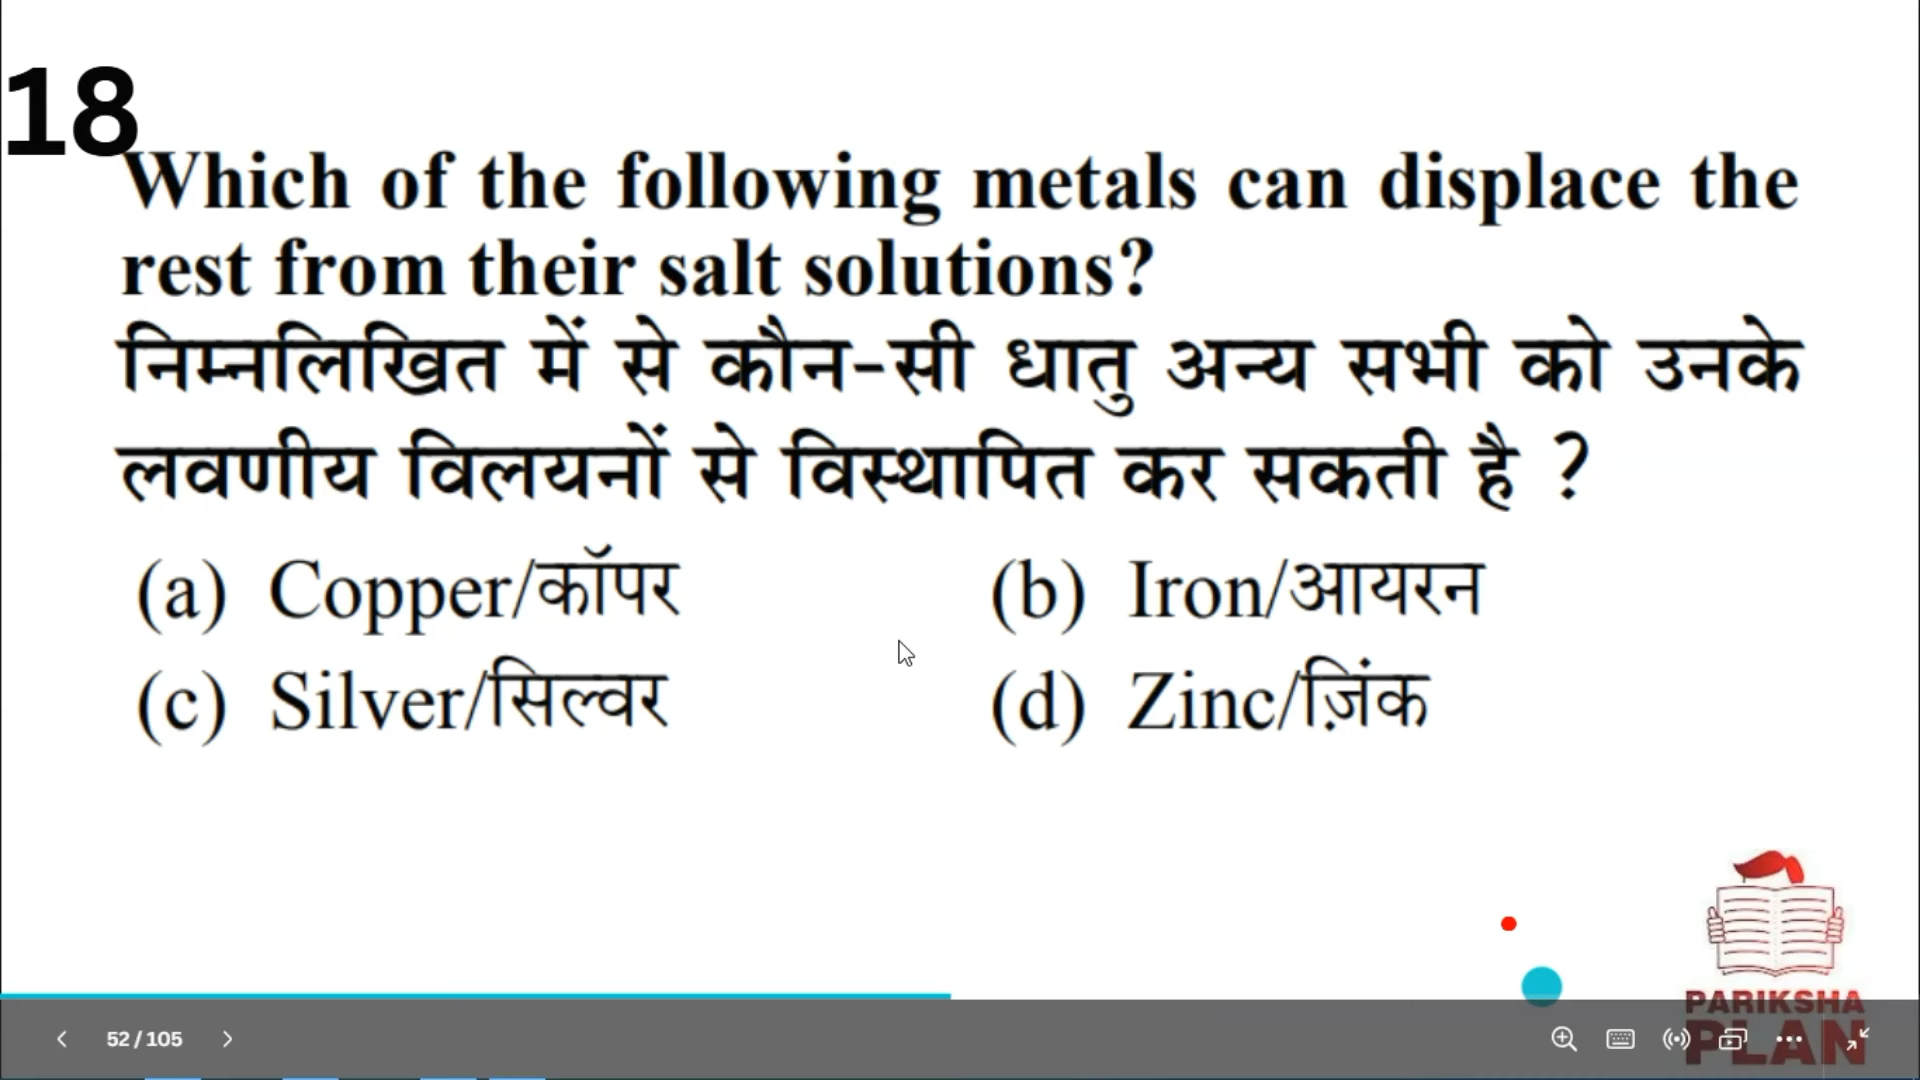 18
Which of the following metals can displace the
rest from their salt solutions?
निम्नलिखित में से कौन-सी धातु अन्य सभी को उनके
लवणीय विलयनों से विस्थापित कर सकती है ?
(a) Copper/कॉपर (b) Iron/आयरन
(c) Silver/सिल्वर (d) Zinc/ज़िंक
PARIKSHA
PLAN
52 / 105